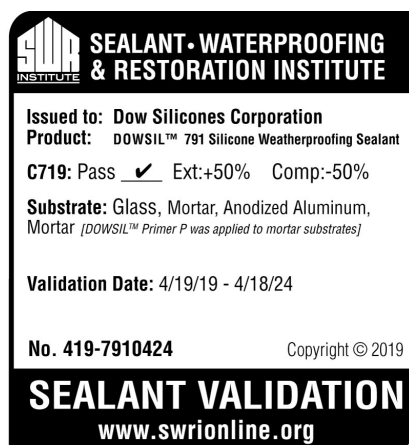 SWR
INSTITUTE
SEALANT • WATERPROOFING
& RESTORATION INSTITUTE
Issued to: Dow Silicones Corporation
Product: DOWSIL™ 791 Silicone Weatherproofing Sealant
C719: Pass ✔ Ext:+50% Comp:-50%
Substrate: Glass, Mortar, Anodized Aluminum,
Mortar [DOWSIL™ Primer P was applied to mortar substrates]
Validation Date: 4/19/19 - 4/18/24
No. 419-7910424 Copyright © 2019
SEALANT VALIDATION
www.swrionline.org